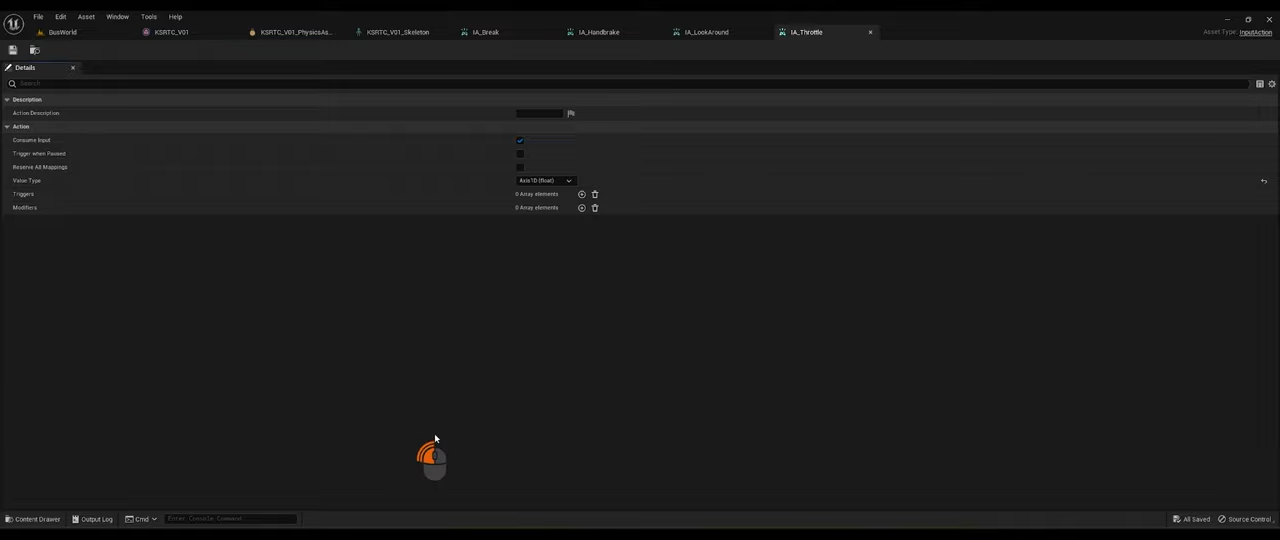 File Edit Asset Window Tools Help
BusWorld KSRTC_V01 KSRTC_V01_PhysicsAs... KSRTC_V01_Skeleton IA_Break IA_Handbrake IA_LookAround IA_Throttle Asset Type: InputAction
Details
Search
Description
Action Description
Action
Consume Input
Trigger when Paused
Reserve All Mappings
Value Type Axis1D (float)
Triggers 0 Array elements
Modifiers 0 Array elements
Content Drawer Output Log Cmd Enter Console Command All Saved Source Control